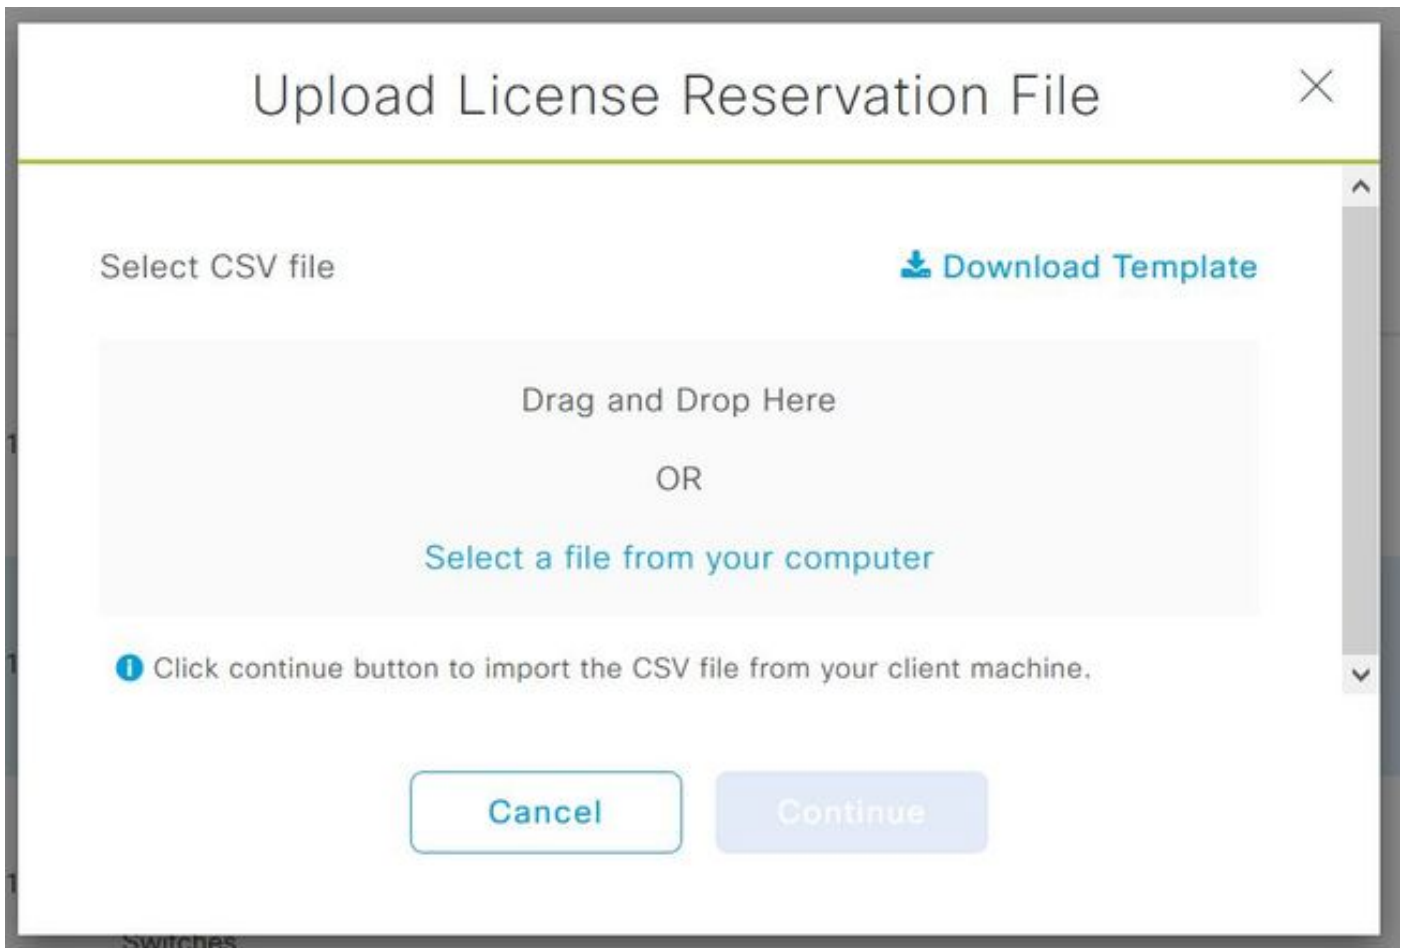 Upload License Reservation File
Select CSV file
Download Template
Drag and Drop Here
OR
Select a file from your computer
Click continue button to import the CSV file from your client machine.
Cancel
Continue
Switches